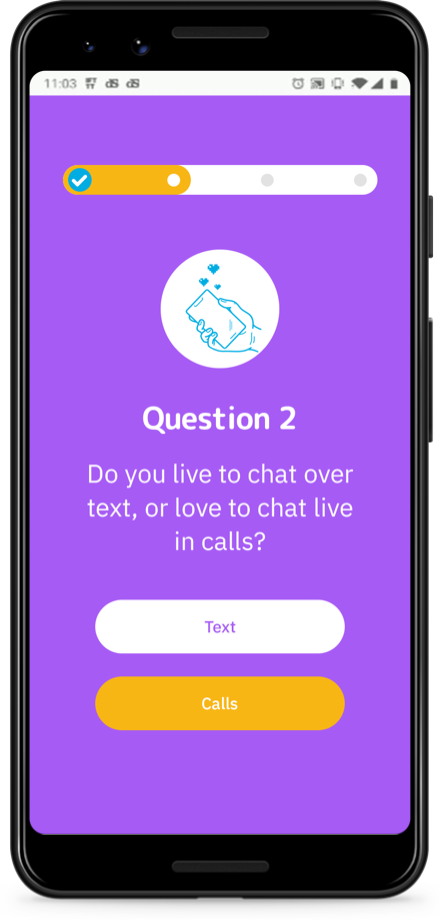 11:03
Question 2
Do you live to chat over
text, or love to chat live
in calls?
Text
Calls